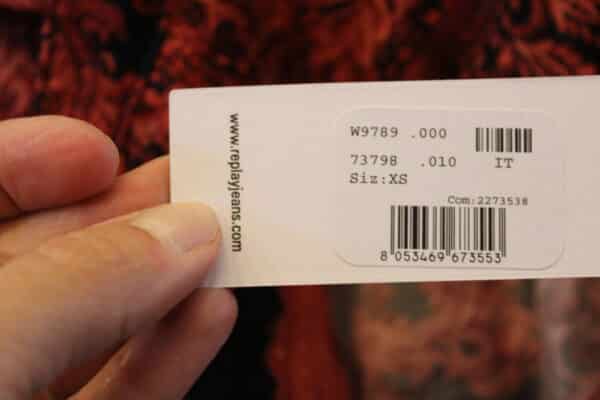 www.replayjeans.com
W9789 .000
73798 .010 IT
Siz:XS
Com:2273538
8 053469 673553